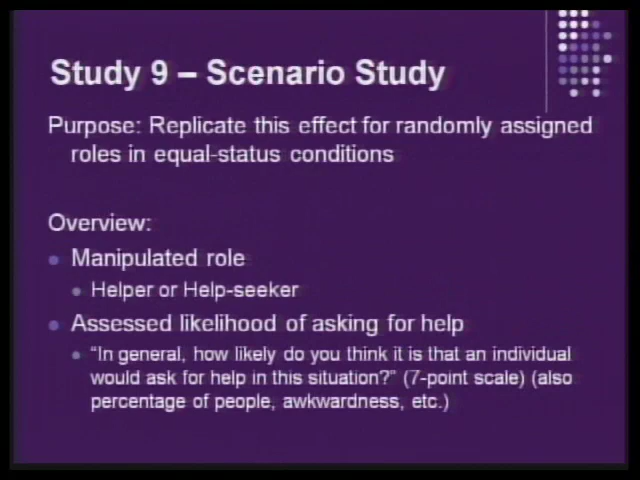 Study 9 – Scenario Study
Purpose: Replicate this effect for randomly assigned
roles in equal-status conditions
Overview:
Manipulated role
Helper or Help-seeker
Assessed likelihood of asking for help
“In general, how likely do you think it is that an individual
would ask for help in this situation?” (7-point scale) (also
percentage of people, awkwardness, etc.)